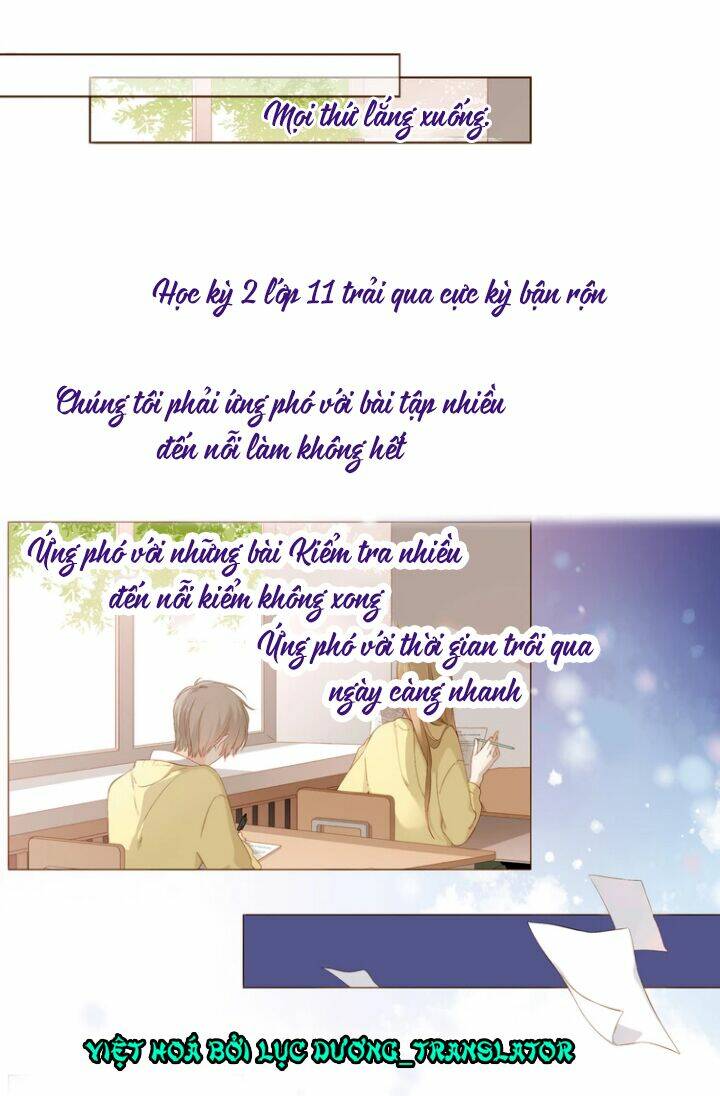 Mọi thứ lắng xuống.
Học kỳ 2 lớp 11 trải qua cực kỳ bận rộn
Chúng tôi phải ứng phó với bài tập nhiều
đến nỗi làm không hết
Ứng phó với những bài Kiểm tra nhiều
đến nỗi kiểm không xong
Ứng phó với thời gian trôi qua
ngày càng nhanh
VIỆT HOÁ BỞI LỤC DƯƠNG_TRANSLATOR